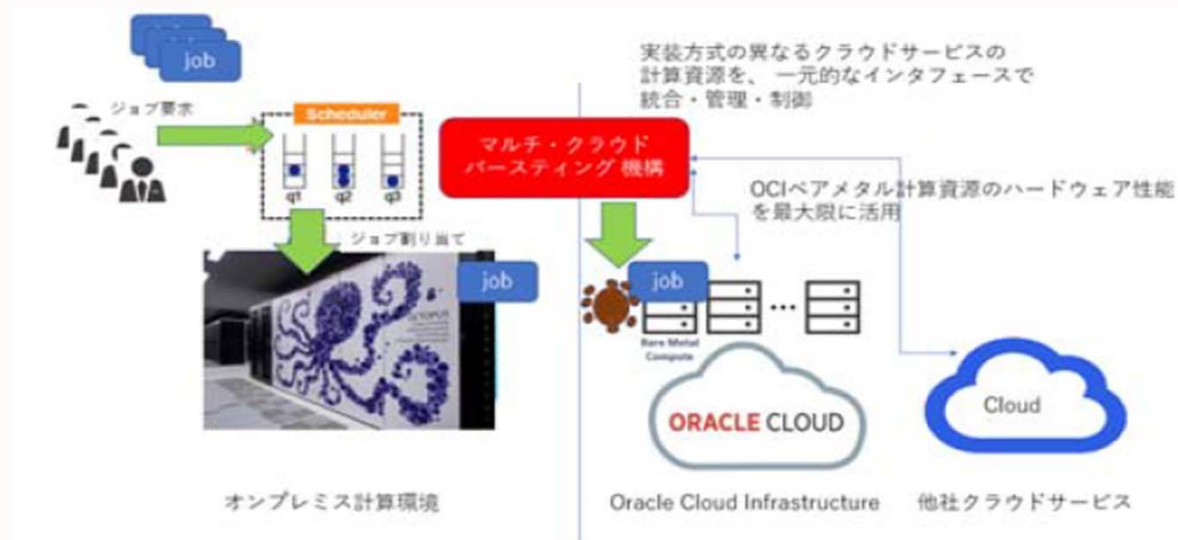 job
ジョブ要求
Scheduler
q1 q2 q3
ジョブ割り当て
job
OCTOPUS
オンプレミス計算環境
マルチ・クラウド
バースティング 機構
実装方式の異なるクラウドサービスの
計算資源を、 一元的なインタフェースで
統合・管理・制御
OCIベアメタル計算資源のハードウェア性能
を最大限に活用
job
…
Bare Metal
Compute
ORACLE CLOUD
Oracle Cloud Infrastructure
Cloud
他社クラウドサービス